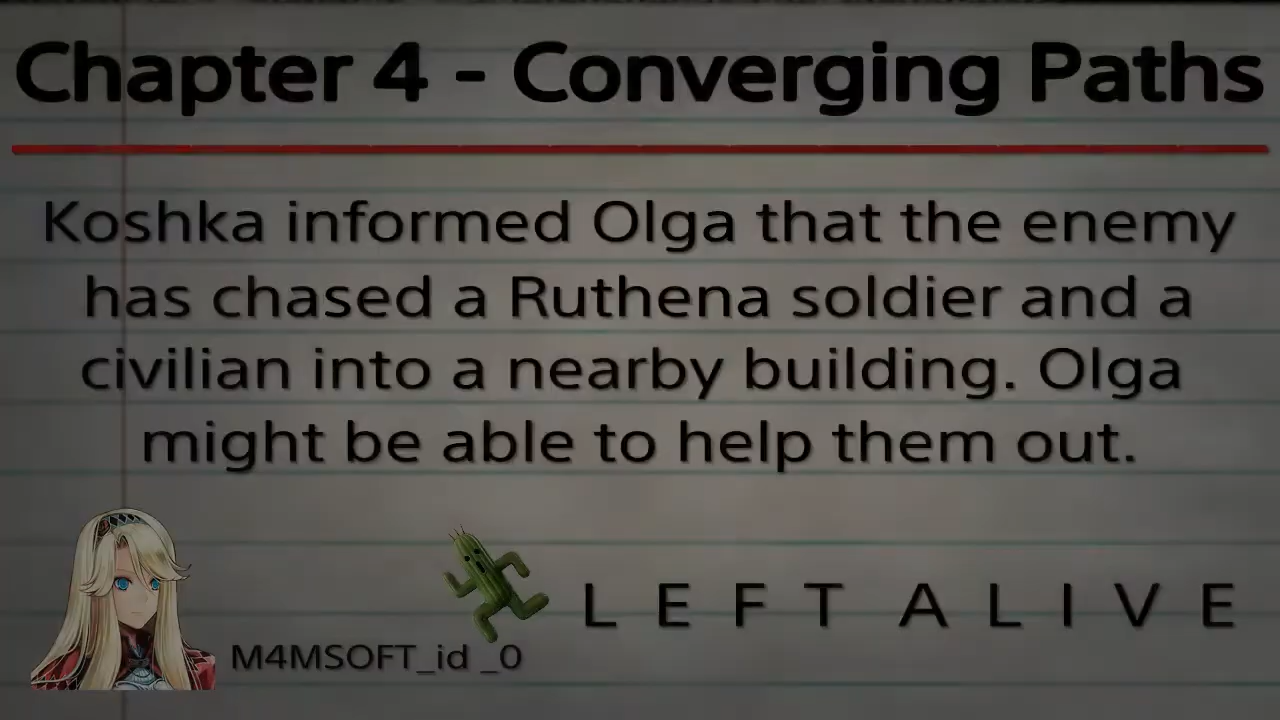 Chapter 4 - Converging Paths
Koshka informed Olga that the enemy
has chased a Ruthena soldier and a
civilian into a nearby building. Olga
might be able to help them out.
LEFT ALIVE
M4MSOFT_id _0